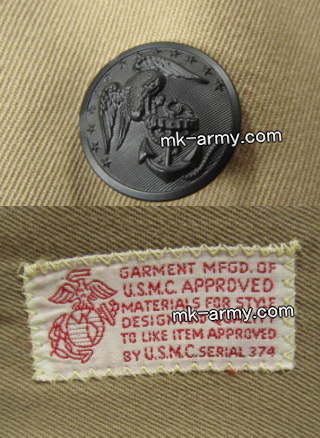 mk-army.com
GARMENT MFGD. OF
U.S.M.C. APPROVED
MATERIALS FOR STYLE
DESIGN
mk-army.com
TO LIKE ITEM APPROVED
BY U.S.M.C. SERIAL 374